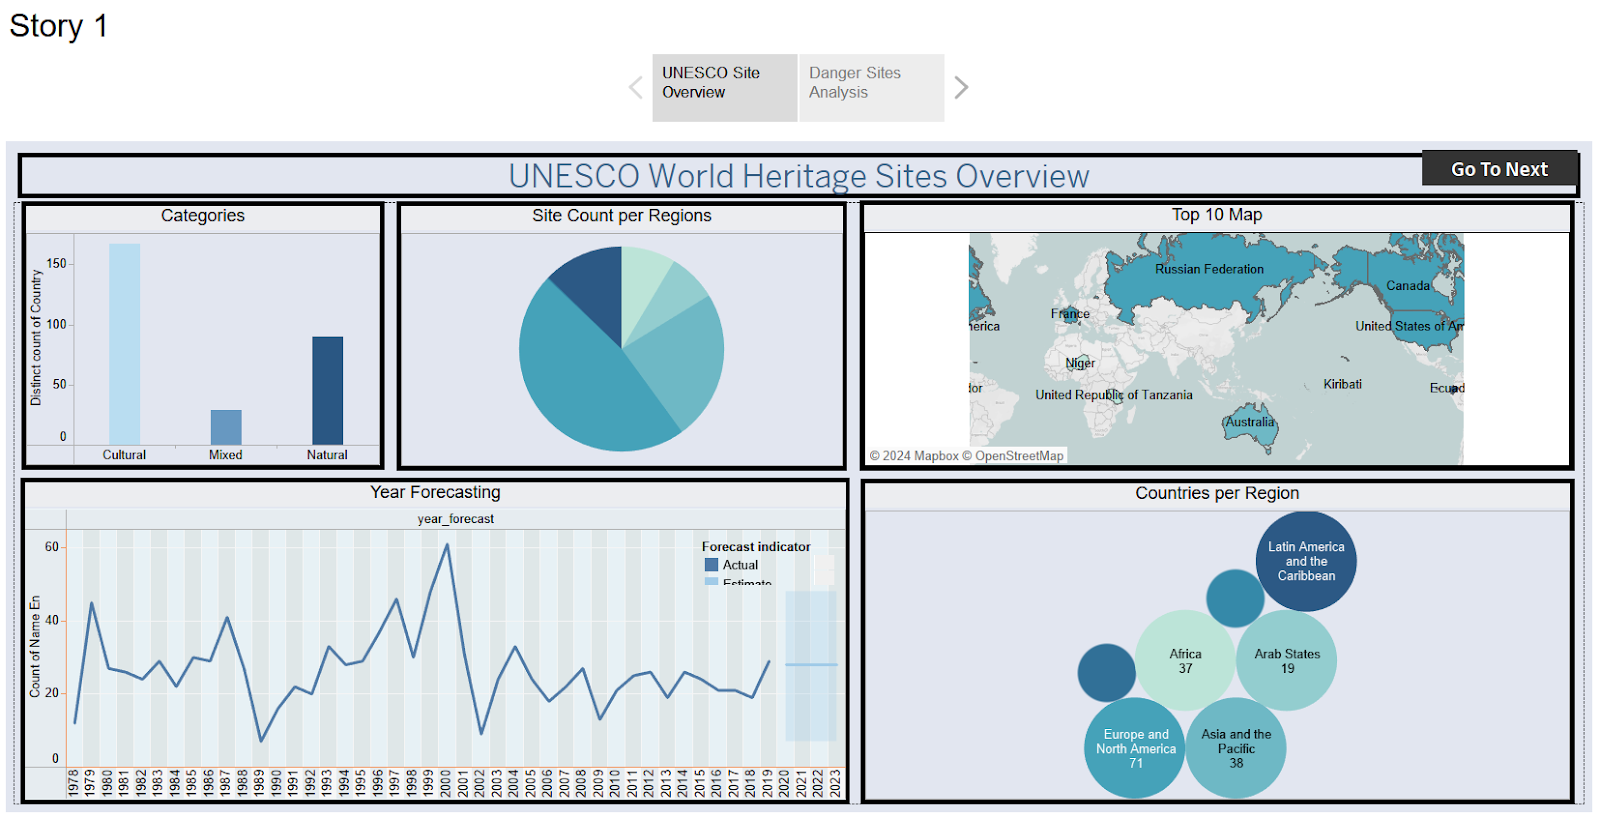 Story 1
UNESCO Site
Overview
Danger Sites
Analysis
UNESCO World Heritage Sites Overview
Go To Next
Categories
Distinct count of Country
150
100
50
0
Cultural
Mixed
Natural
Site Count per Regions
Top 10 Map
Russian Federation
Canada
France
erica
United States of Am
Niger
dor
Kiribati
Ecuad
United Republic of Tanzania
Australia
© 2024 Mapbox © OpenStreetMap
Year Forecasting
year_forecast
Count of Name En
60
40
20
0
Forecast indicator
Actual
Estimate
1978
1979
1980
1981
1982
1983
1984
1985
1986
1987
1988
1989
1990
1991
1992
1993
1994
1995
1996
1997
1998
1999
2000
2001
2002
2003
2004
2005
2006
2007
2008
2009
2010
2011
2012
2013
2014
2015
2016
2017
2018
2019
2020
2021
2022
2023
Countries per Region
Latin America
and the
Caribbean
Africa
37
Arab States
19
Europe and
North America
71
Asia and the
Pacific
38